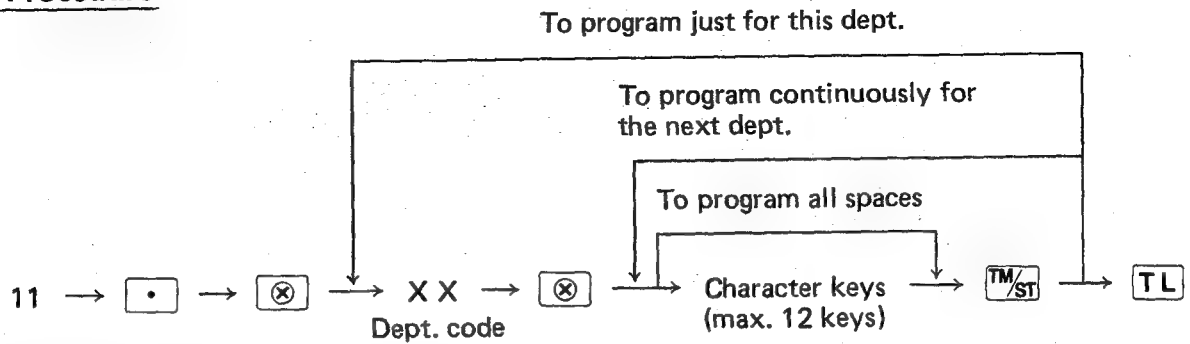 To program just for this dept.
To program continuously for
the next dept.
To program all spaces
11 → [•] → [⊗] → XX → [⊗] → Character keys → [TM/ST] → [TL]
Dept. code
(max. 12 keys)